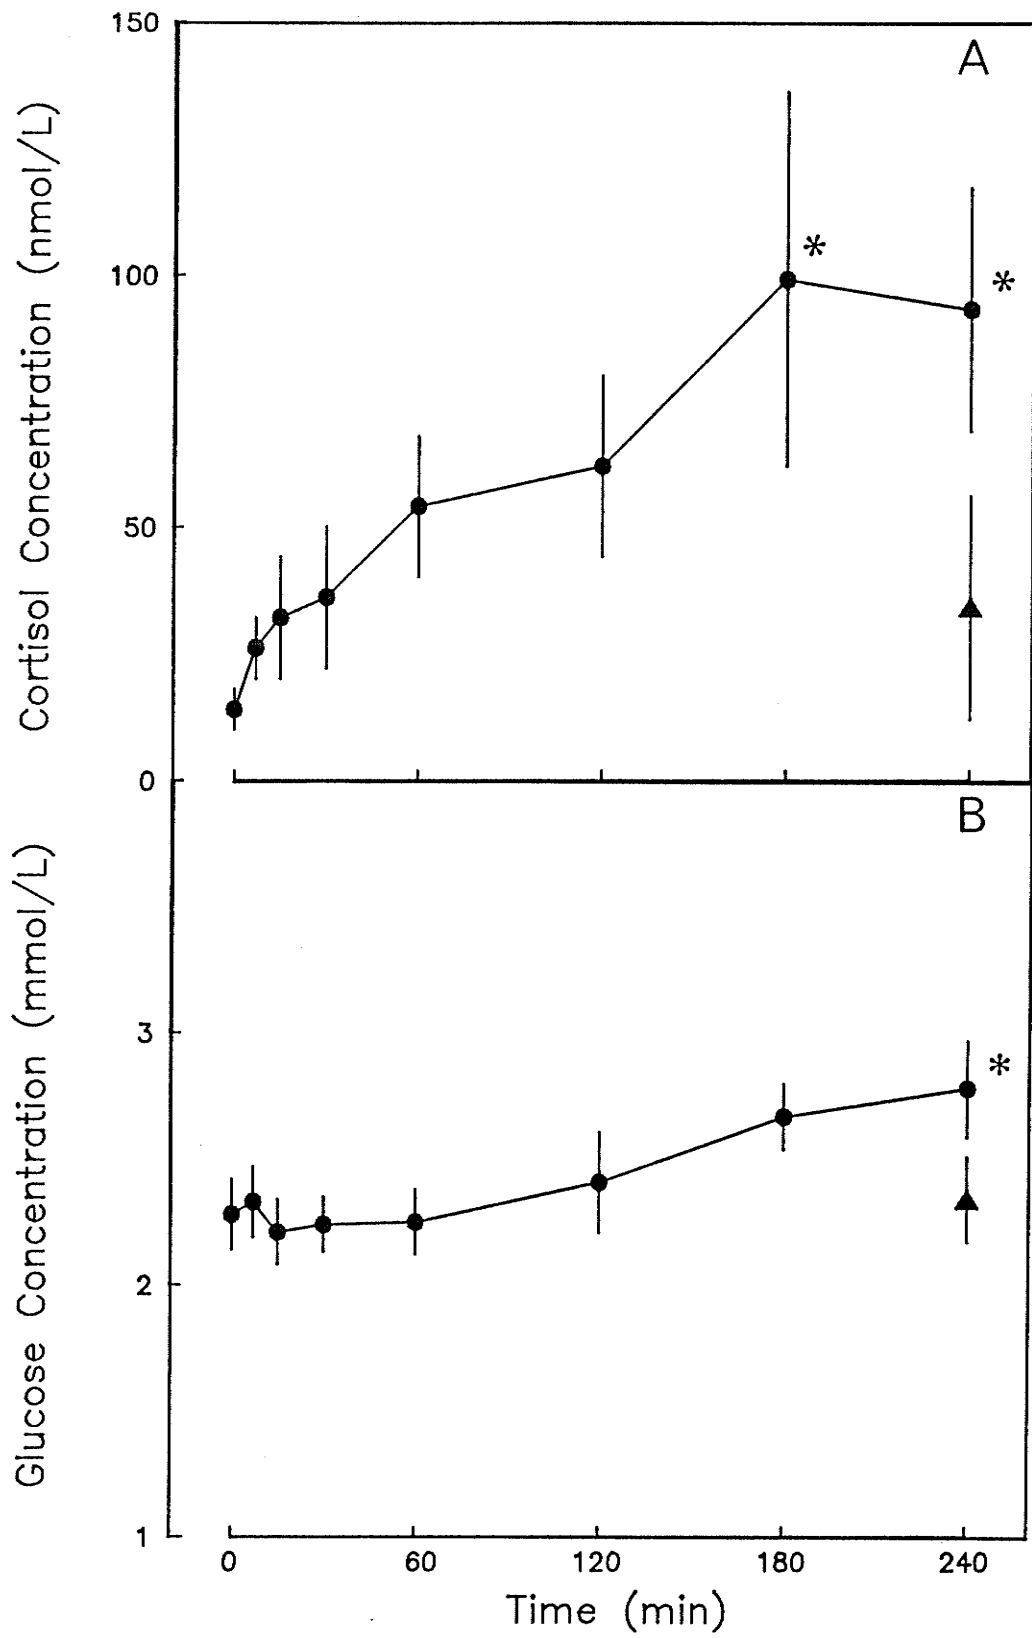 150
A
Cortisol Concentration (nmol/L)
*
100
*
50
0
B
Glucose Concentration (mmol/L)
3
*
2
1
0 60 120 180 240
Time (min)